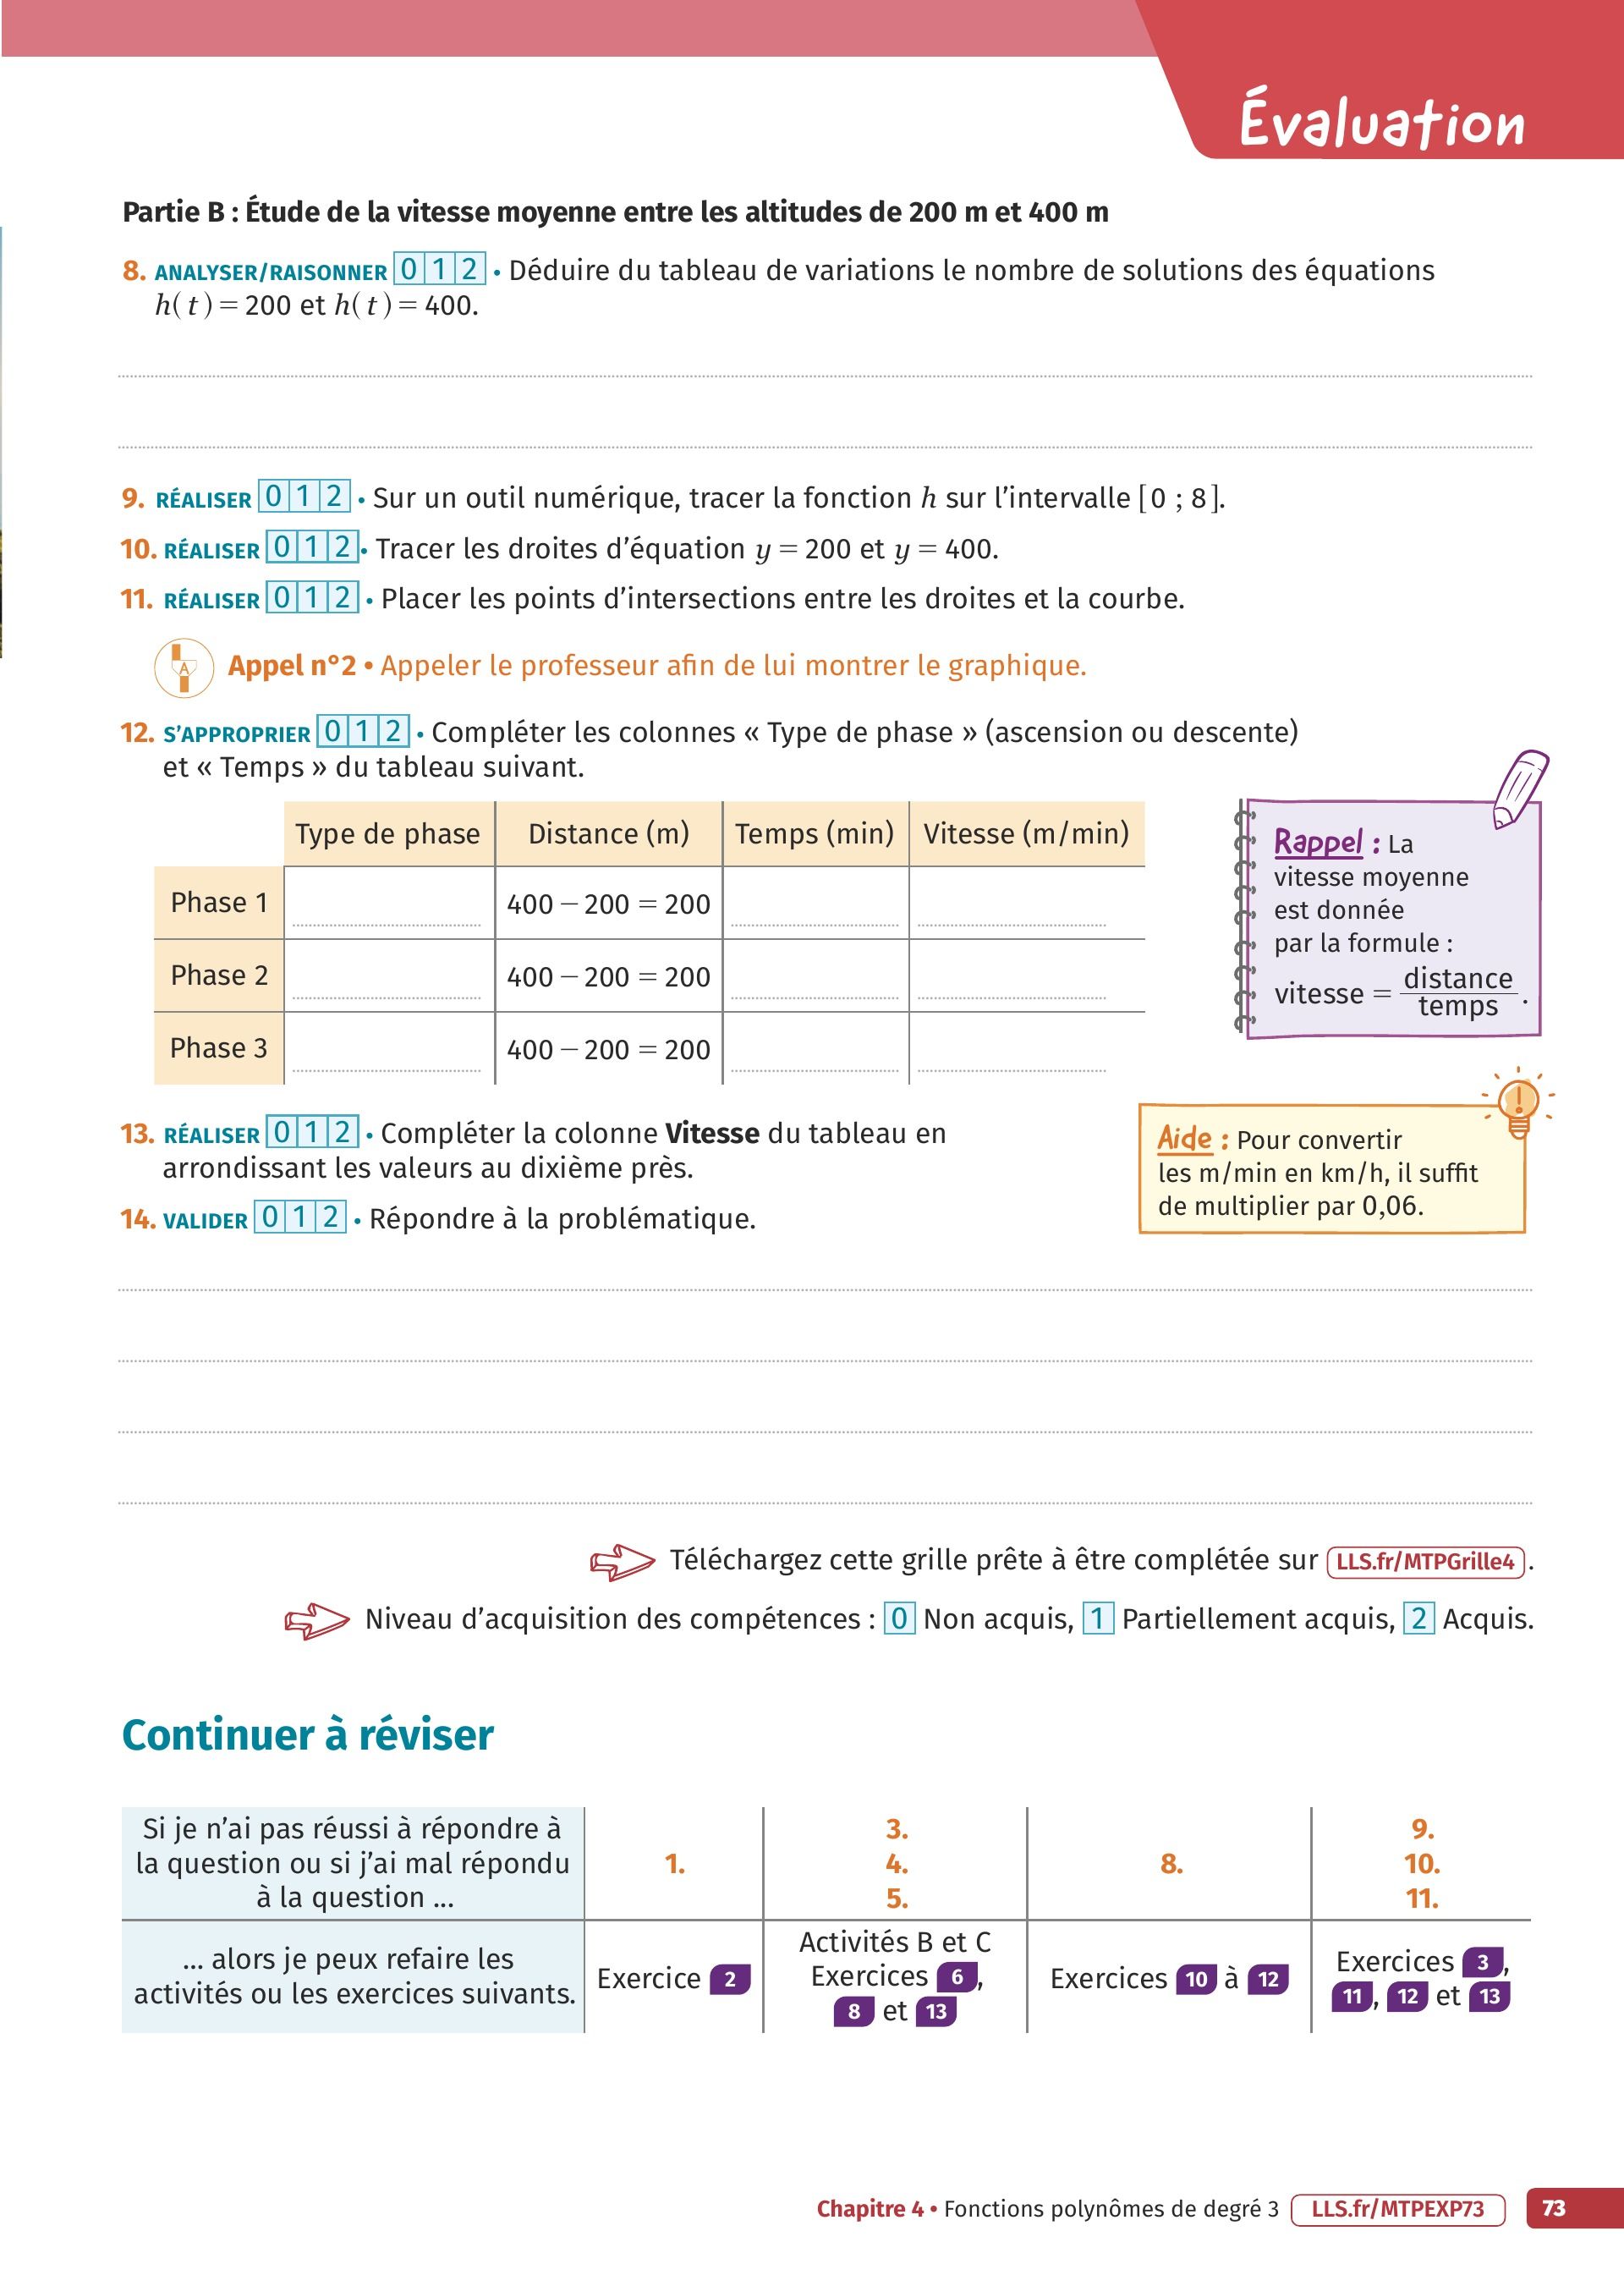 Évaluation
Partie B : Étude de la vitesse moyenne entre les altitudes de 200 m et 400 m
8. ANALYSER/RAISONNER 0 1 2 • Déduire du tableau de variations le nombre de solutions des équations
h(t) = 200 et h(t) = 400.
9. RÉALISER 0 1 2 • Sur un outil numérique, tracer la fonction h sur l’intervalle [0 ; 8].
10. RÉALISER 0 1 2 • Tracer les droites d’équation y = 200 et y = 400.
11. RÉALISER 0 1 2 • Placer les points d’intersections entre les droites et la courbe.
A
Appel n°2 • Appeler le professeur afin de lui montrer le graphique.
12. S’APPROPRIER 0 1 2 • Compléter les colonnes « Type de phase » (ascension ou descente)
et « Temps » du tableau suivant.
Type de phase Distance (m) Temps (min) Vitesse (m/min)
Phase 1 400 − 200 = 200
Phase 2 400 − 200 = 200
Phase 3 400 − 200 = 200
Rappel : La
vitesse moyenne
est donnée
par la formule :
vitesse = distance/temps.
13. RÉALISER 0 1 2 • Compléter la colonne Vitesse du tableau en
arrondissant les valeurs au dixième près.
14. VALIDER 0 1 2 • Répondre à la problématique.
Aide : Pour convertir
les m/min en km/h, il suffit
de multiplier par 0,06.
Téléchargez cette grille prête à être complétée sur LLS.fr/MTPGrille4.
Niveau d’acquisition des compétences : 0 Non acquis, 1 Partiellement acquis, 2 Acquis.
Continuer à réviser
Si je n’ai pas réussi à répondre à
la question ou si j’ai mal répondu
à la question ...
1.
3.
4.
5.
8.
9.
10.
11.
... alors je peux refaire les
activités ou les exercices suivants.
Exercice 2
Activités B et C
Exercices 6,
8 et 13
Exercices 10 à 12
Exercices 3,
11, 12 et 13
Chapitre 4 • Fonctions polynômes de degré 3 LLS.fr/MTPEXP73 73